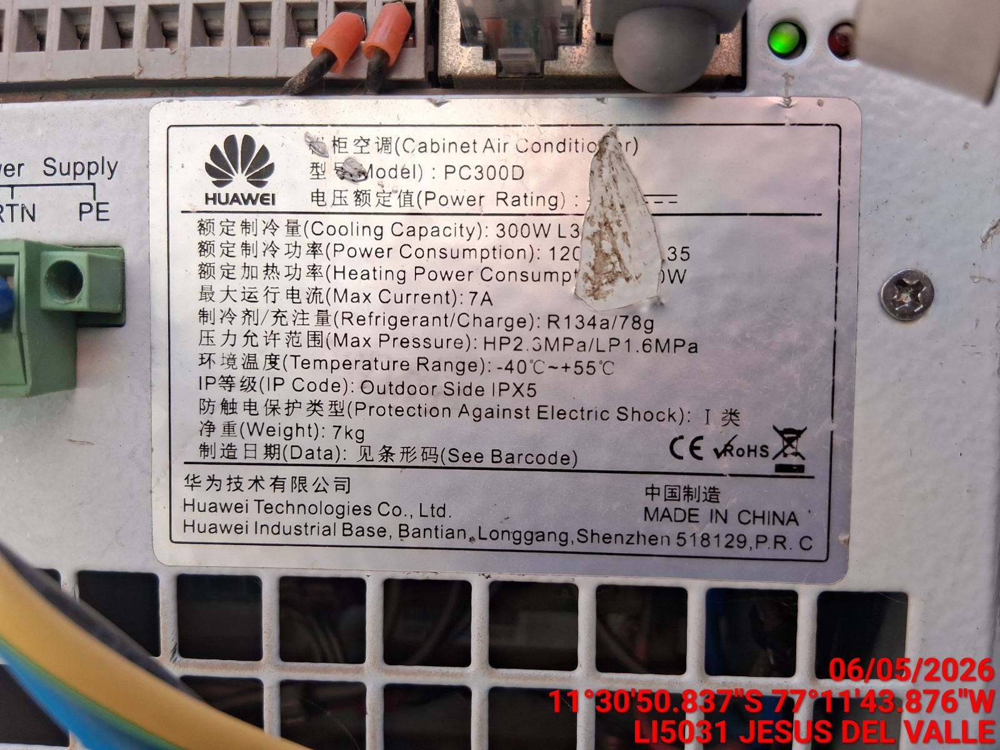 Supply
RTN PE
HUAWEI
柜空调(Cabinet Air
型号(Model) : PC300D
电压额定值(Power Rating) :
额定制冷量(Cooling Capacity): 300W
额定制冷功率(Power Consumption):
额定加热功率(Heating Power
最大运行电流(Max Current): 7A
制冷剂/充注量(Refrigerant/Charge): R134a/78g
压力允许范围(Max Pressure): HP2.3MPa/LP1.6MPa
环境温度(Temperature Range): -40℃~+55℃
IP等级(IP Code): Outdoor Side IPX5
防触电保护类型(Protection Against Electric Shock): I 类
净重(Weight): 7kg
制造日期(Data): 见条形码(See Barcode)
CE RoHS
华为技术有限公司
Huawei Technologies Co., Ltd.
Huawei Industrial Base, Bantian, Longgang, Shenzhen 518129, P.R. C
中国制造
MADE IN CHINA
06/05/2026
11°30'50.837"S 77°11'43.876"W
LI5031 JESUS DEL VALLE